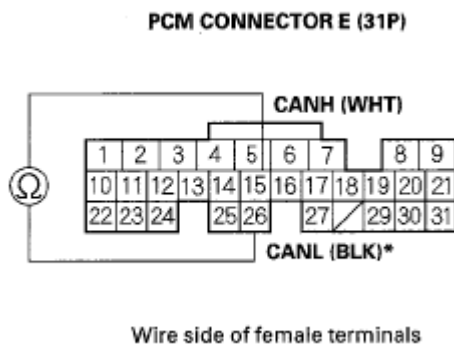 PCM CONNECTOR E (31P)
CANH (WHT)
1 2 3 4 5 6 7 8 9
Ω 10 11 12 13 14 15 16 17 18 19 20 21
22 23 24 25 26 27 29 30 31
CANL (BLK)*
Wire side of female terminals